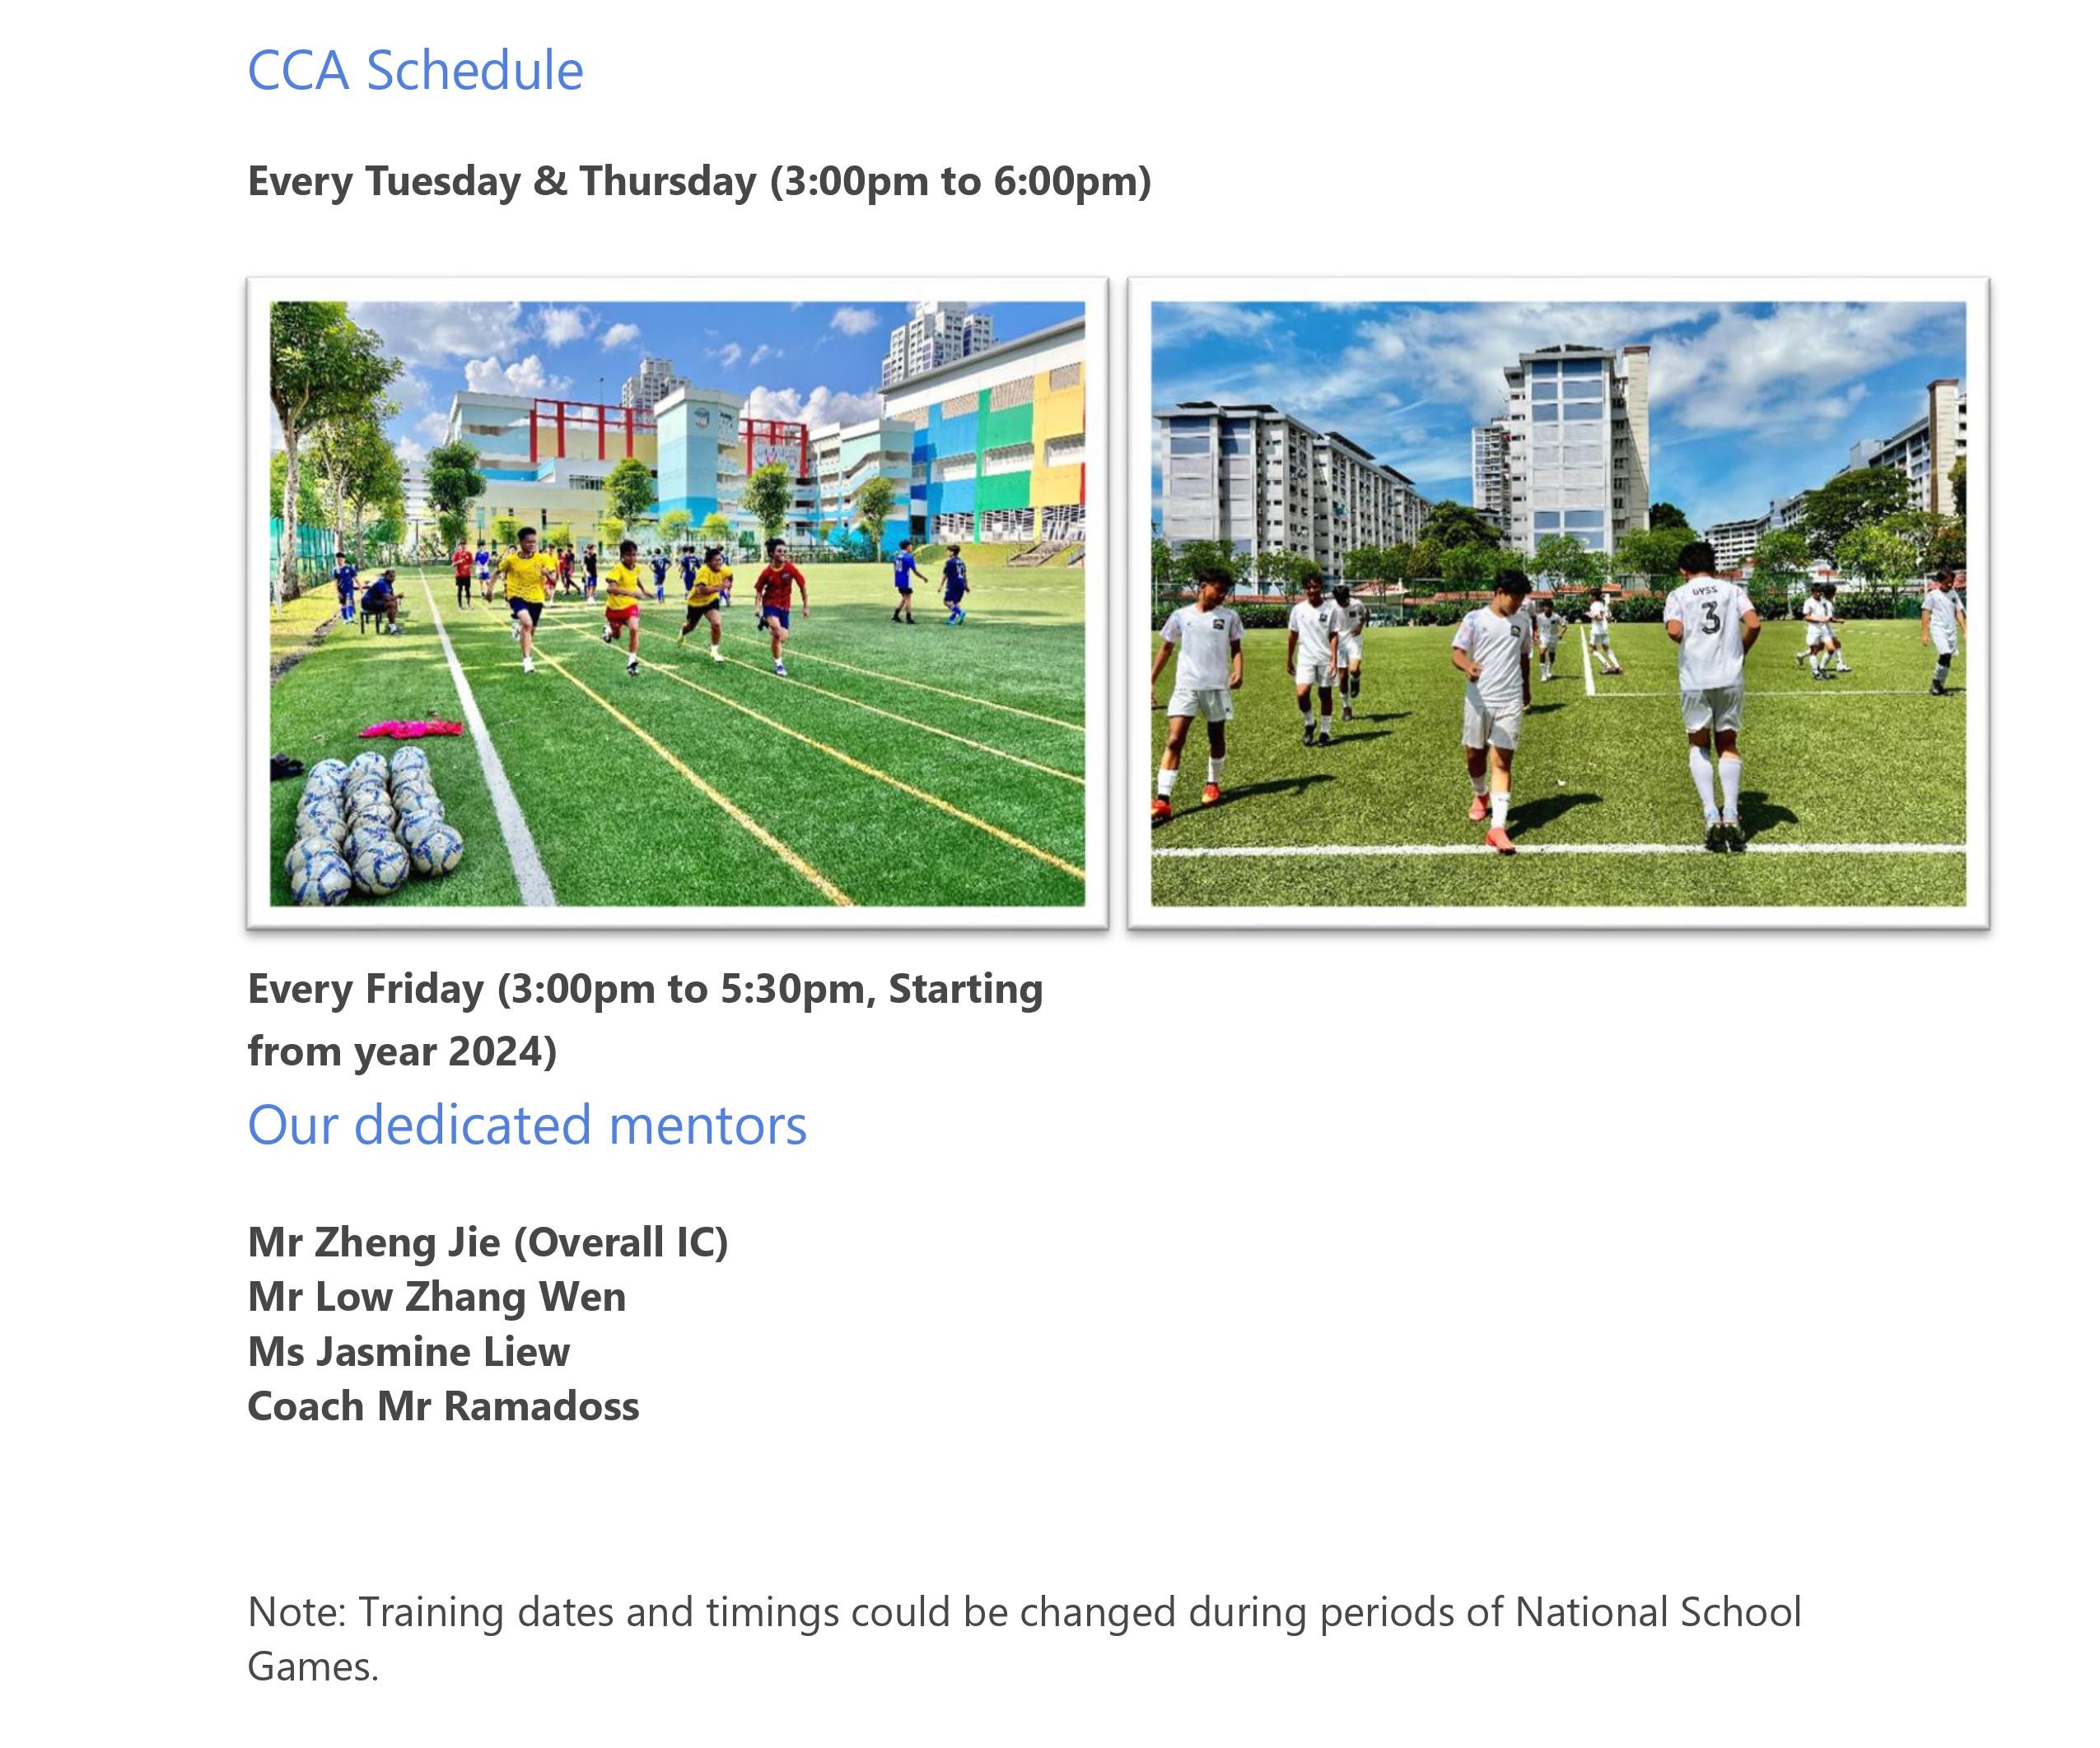 CCA Schedule
Every Tuesday & Thursday (3:00pm to 6:00pm)
GYSS
3
Every Friday (3:00pm to 5:30pm, Starting
from year 2024)
Our dedicated mentors
Mr Zheng Jie (Overall IC)
Mr Low Zhang Wen
Ms Jasmine Liew
Coach Mr Ramadoss
Note: Training dates and timings could be changed during periods of National School
Games.